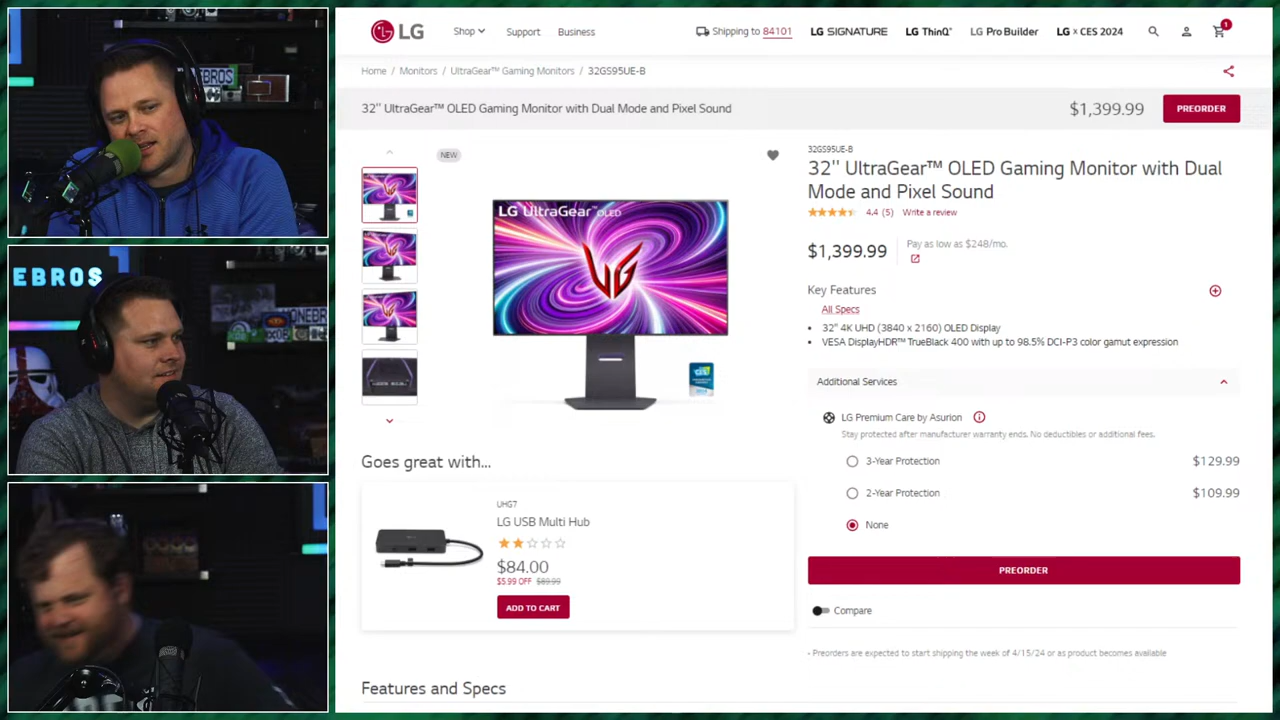 EBROS
LG
Shop
Support
Business
Shipping to 84101
LG SIGNATURE
LG ThinQ
LG Pro Builder
LG x CES 2024
1
Home / Monitors / UltraGear™ Gaming Monitors / 32GS95UE-B
32" UltraGear™ OLED Gaming Monitor with Dual Mode and Pixel Sound
$1,399.99
PREORDER
NEW
LG UltraGear™ OLED
32GS95UE-B
32'' UltraGear™ OLED Gaming Monitor with Dual
Mode and Pixel Sound
4.4 (5) Write a review
$1,399.99
Pay as low as $248/mo.
Key Features
All Specs
• 32" 4K UHD (3840 x 2160) OLED Display
• VESA DisplayHDR™ TrueBlack 400 with up to 98.5% DCI-P3 color gamut expression
Additional Services
LG Premium Care by Asurion
Stay protected after manufacturer warranty ends. No deductibles or additional fees.
3-Year Protection $129.99
2-Year Protection $109.99
None
PREORDER
Compare
- Preorders are expected to start shipping the week of 4/15/24 or as product becomes available
Goes great with...
UHG7
LG USB Multi Hub
$84.00
$5.99 OFF $89.99
ADD TO CART
Features and Specs